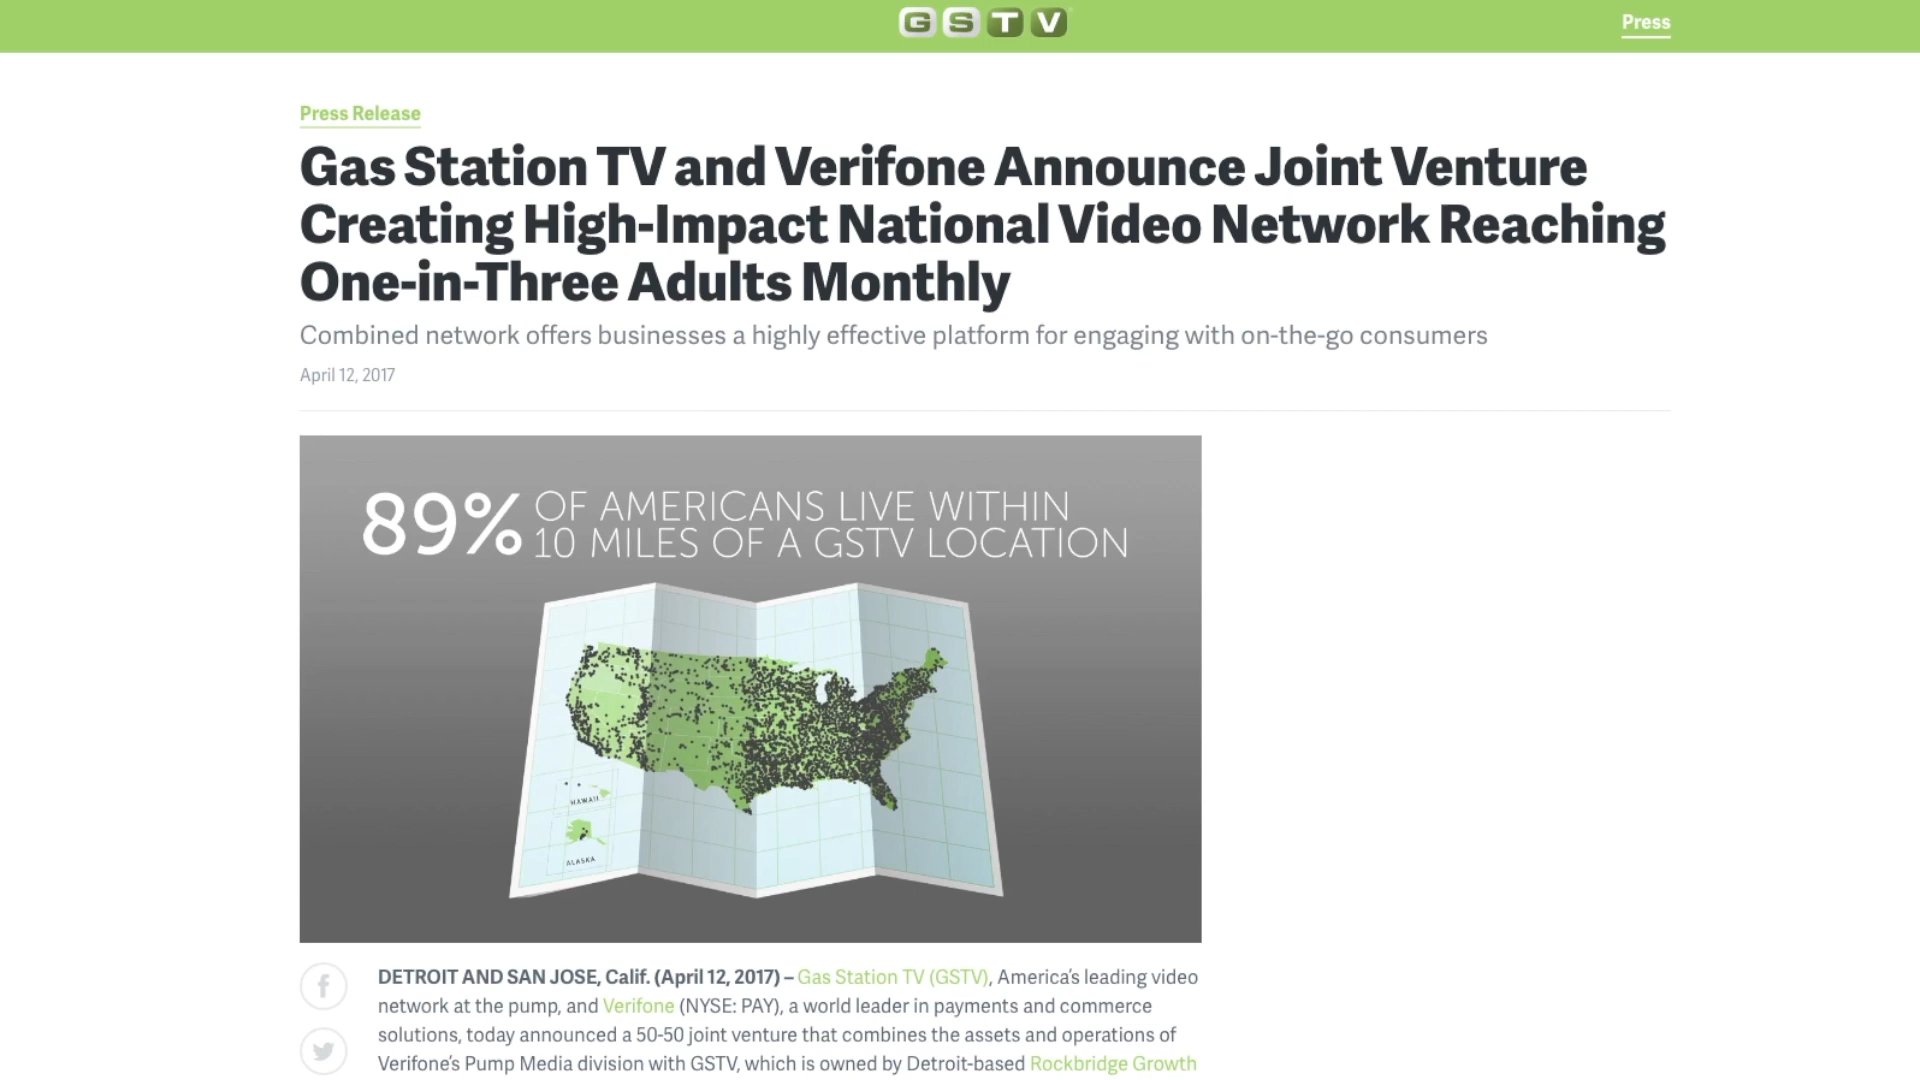 GSTV
Press
Press Release
Gas Station TV and Verifone Announce Joint Venture
Creating High-Impact National Video Network Reaching
One-in-Three Adults Monthly
Combined network offers businesses a highly effective platform for engaging with on-the-go consumers
April 12, 2017
89% OF AMERICANS LIVE WITHIN
10 MILES OF A GSTV LOCATION
HAWAII
ALASKA
DETROIT AND SAN JOSE, Calif. (April 12, 2017) – Gas Station TV (GSTV), America's leading video
network at the pump, and Verifone (NYSE: PAY), a world leader in payments and commerce
solutions, today announced a 50-50 joint venture that combines the assets and operations of
Verifone's Pump Media division with GSTV, which is owned by Detroit-based Rockbridge Growth